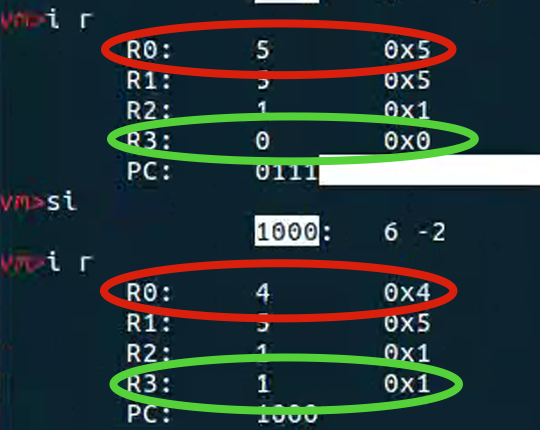 vm>i r
R0: 5 0x5
R1: 5 0x5
R2: 1 0x1
R3: 0 0x0
PC: 0111
vm>si
1000: 6 -2
vm>i r
R0: 4 0x4
R1: 5 0x5
R2: 1 0x1
R3: 1 0x1
PC: 1000